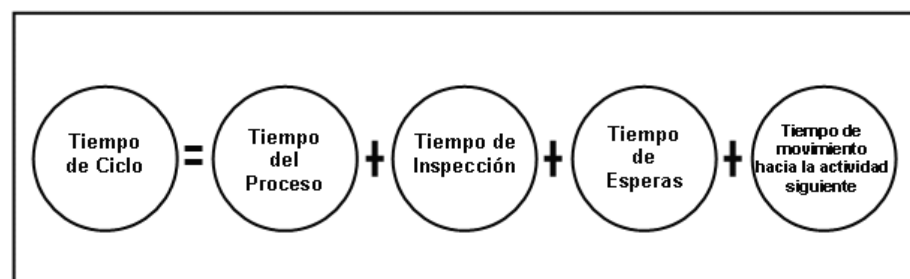 Tiempo
de Ciclo
=
Tiempo
del
Proceso
+
Tiempo de
Inspección
+
Tiempo
de
Esperas
+
Tiempo de
movimiento
hacia la actividad
siguiente